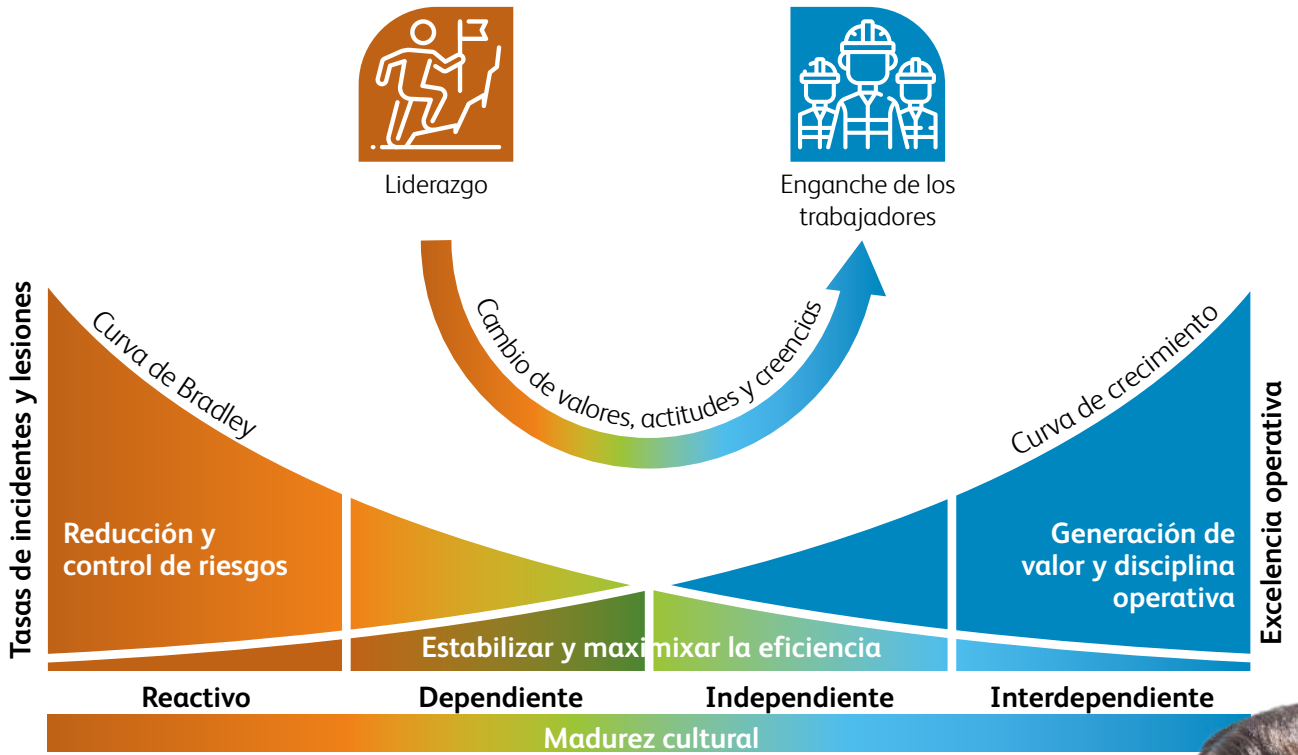 Liderazgo
Enganche de los
trabajadores
Cambio de valores, actitudes y creencias
Tasas de incidentes y lesiones
Curva de Bradley
Curva de crecimiento
Excelencia operativa
Reducción y
control de riesgos
Generación de
valor y disciplina
operativa
Estabilizar y maximixar la eficiencia
Reactivo
Dependiente
Independiente
Interdependiente
Madurez cultural